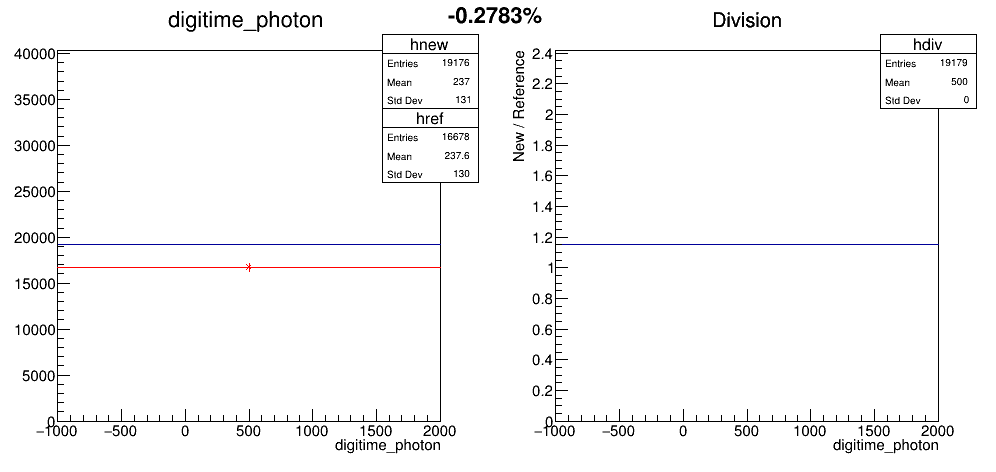 digitime_photon
-0.2783%
Division
hnew
Entries 19176
Mean 237
Std Dev 131
href
Entries 16678
Mean 237.6
Std Dev 130
40000
35000
30000
25000
20000
15000
10000
5000
0
−1000 −500 0 500 1000 1500 2000
digitime_photon
hdiv
Entries 19179
Mean 500
Std Dev 0
New / Reference
2.4
2.2
2
1.8
1.6
1.4
1.2
1
0.8
0.6
0.4
0.2
0
−1000 −500 0 500 1000 1500 2000
digitime_photon